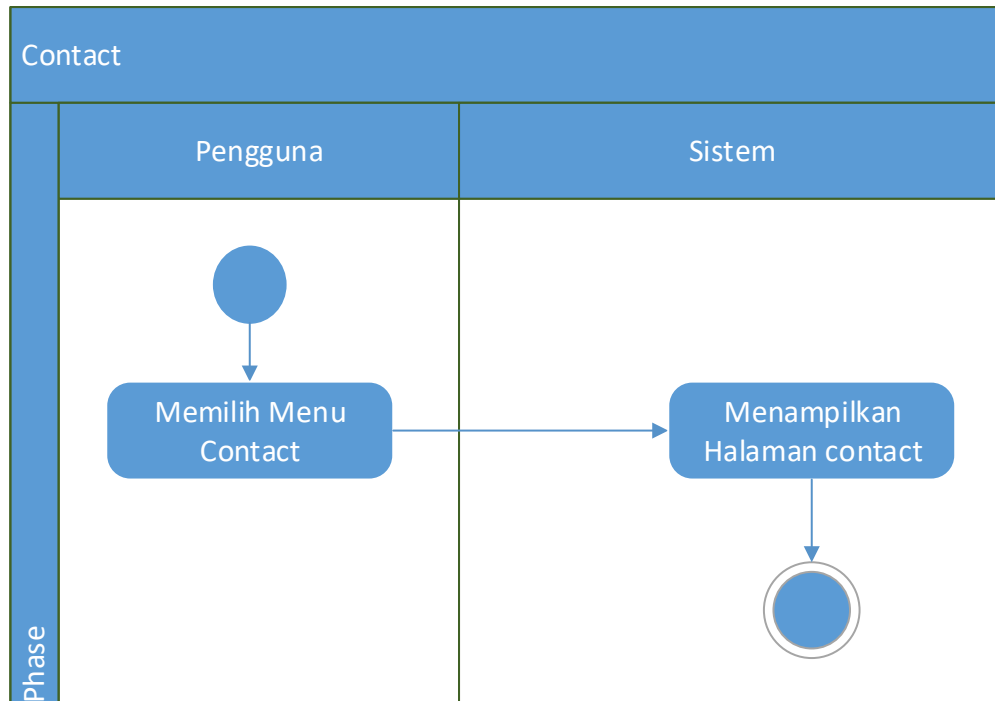 Contact
Pengguna
Sistem
Memilih Menu
Contact
Menampilkan
Halaman contact
Phase